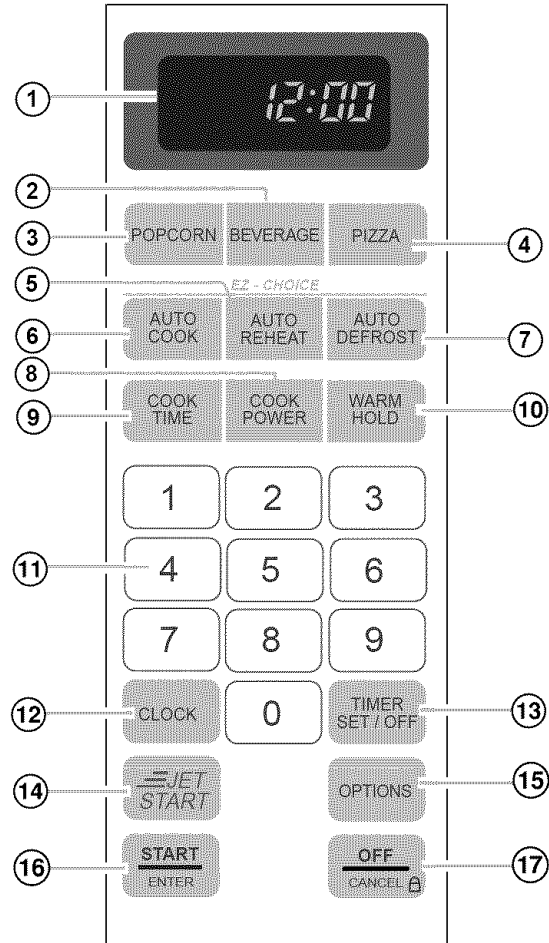 1
12:00
2
POPCORN BEVERAGE PIZZA
3
4
EZ - CHOICE
5
AUTO COOK
AUTO REHEAT
AUTO DEFROST
6
7
8
COOK TIME
COOK POWER
WARM HOLD
9
10
1 2 3
11
4 5 6
7 8 9
12
CLOCK
0
TIMER SET / OFF
13
JET START
14
OPTIONS
15
START
ENTER
16
OFF
CANCEL
17